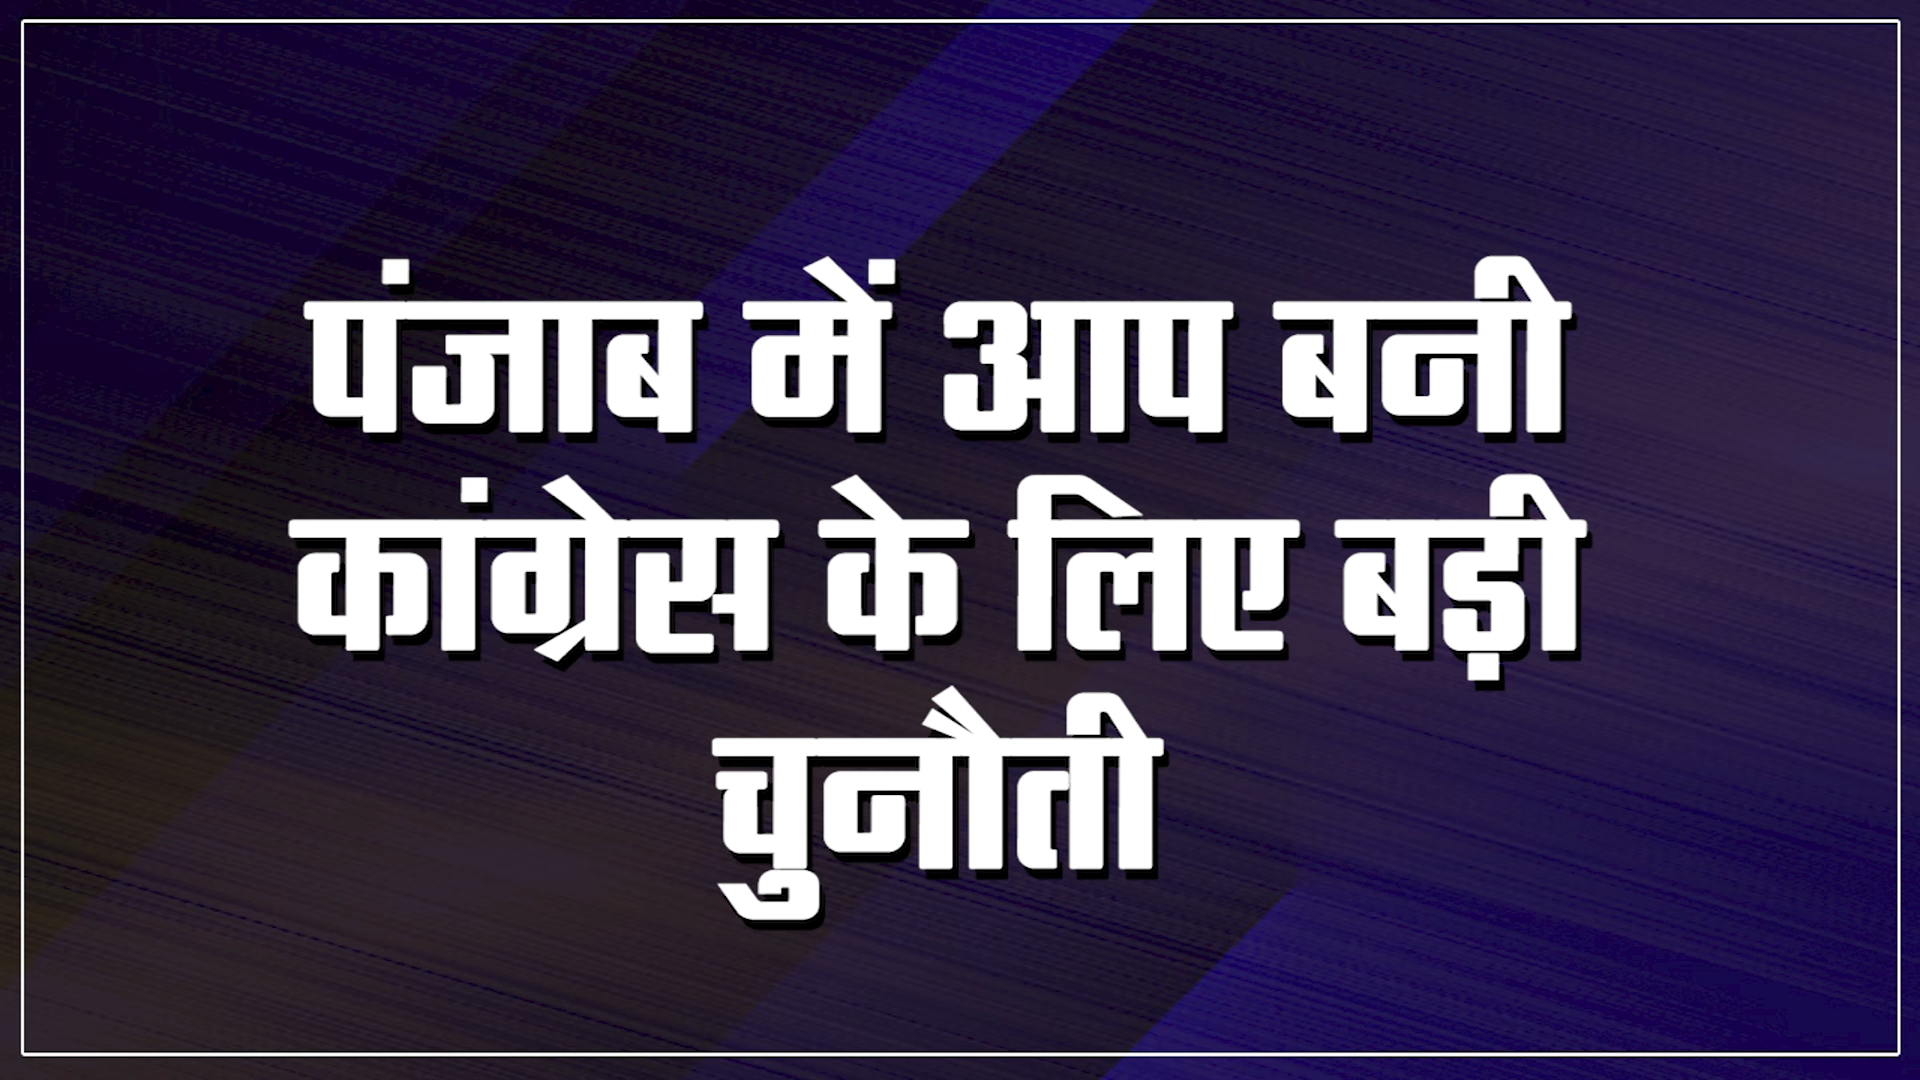 पंजाब में आप बनी
कांग्रेस के लिए बड़ी
चुनौती